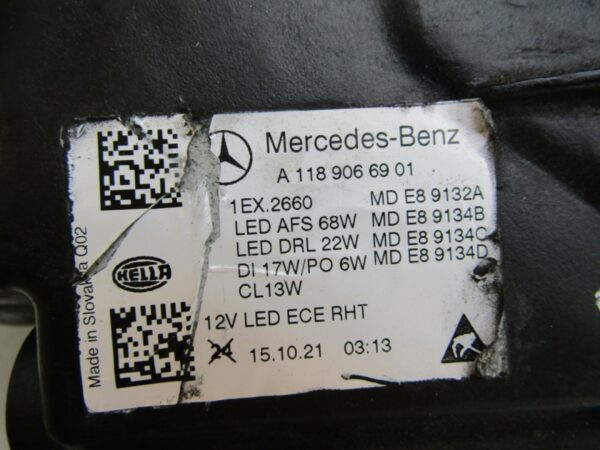 Mercedes-Benz
A 118 906 69 01
1EX.2660 MD E8 9132A
LED AFS 68W MD E8 9134B
LED DRL 22W MD E8 9134C
DI 17W/PO 6W MD E8 9134D
CL13W
12V LED ECE RHT
24 15.10.21 03:13
HELLA
Made in Slovakia Q02